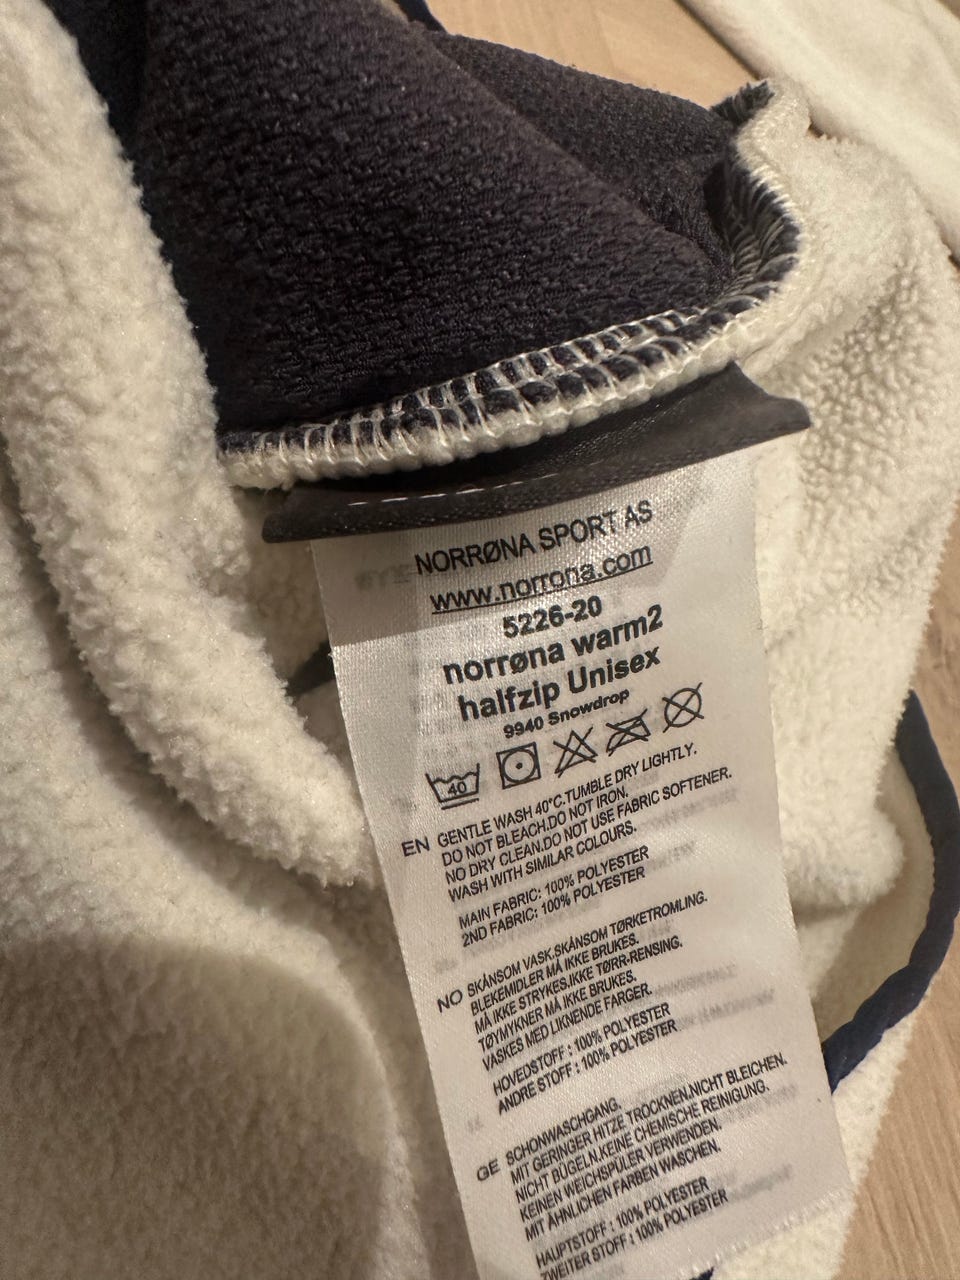 NORRØNA SPORT AS
www.norrona.com
5226-20
norrøna warm2
halfzip Unisex
9940 Snowdrop
40
EN GENTLE WASH 40°C.TUMBLE DRY LIGHTLY.
DO NOT BLEACH.DO NOT IRON.
NO DRY CLEAN.DO NOT USE FABRIC SOFTENER.
WASH WITH SIMILAR COLOURS.
MAIN FABRIC: 100% POLYESTER
2ND FABRIC: 100% POLYESTER
NO SKÅNSOM VASK.SKÅNSOM TØRKETROMLING.
BLEKEMIDLER MÅ IKKE BRUKES.
MÅ IKKE STRYKES.IKKE TØRR-RENSING.
TØYMYKNER MÅ IKKE BRUKES.
VASKES MED LIKNENDE FARGER.
HOVEDSTOFF : 100% POLYESTER
ANDRE STOFF : 100% POLYESTER
GE SCHONWASCHGANG.
MIT GERINGER HITZE TROCKNEN.NICHT BLEICHEN.
NICHT BÜGELN.KEINE CHEMISCHE REINIGUNG.
KEINEN WEICHSPÜLER VERWENDEN.
MIT ÄHNLICHEN FARBEN WASCHEN.
HAUPTSTOFF : 100% POLYESTER
ZWEITER STOFF : 100% POLYESTER